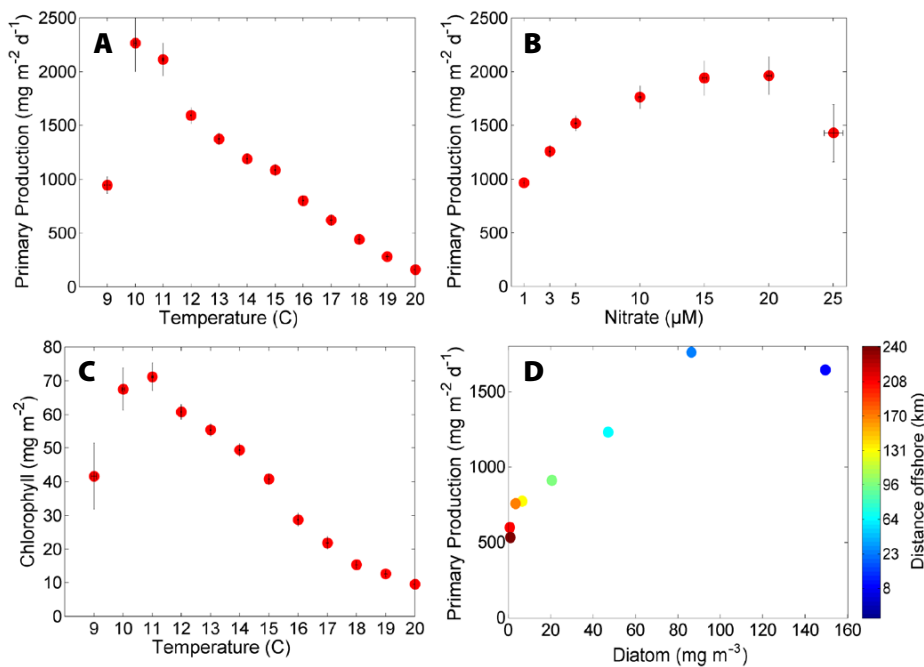 A
Primary Production (mg m⁻² d⁻¹)
2500
2000
1500
1000
500
0
9 10 11 12 13 14 15 16 17 18 19 20
Temperature (C)
B
Primary Production (mg m⁻² d⁻¹)
2500
2000
1500
1000
500
0
1 3 5 10 15 20 25
Nitrate (µM)
C
Chlorophyll (mg m⁻²)
80
70
60
50
40
30
20
10
0
9 10 11 12 13 14 15 16 17 18 19 20
Temperature (C)
D
Primary Production (mg m⁻² d⁻¹)
1500
1000
500
0
0 20 40 60 80 100 120 140 160
Diatom (mg m⁻³)
240
208
170
134
96
64
28
8
Distance offshore (km)